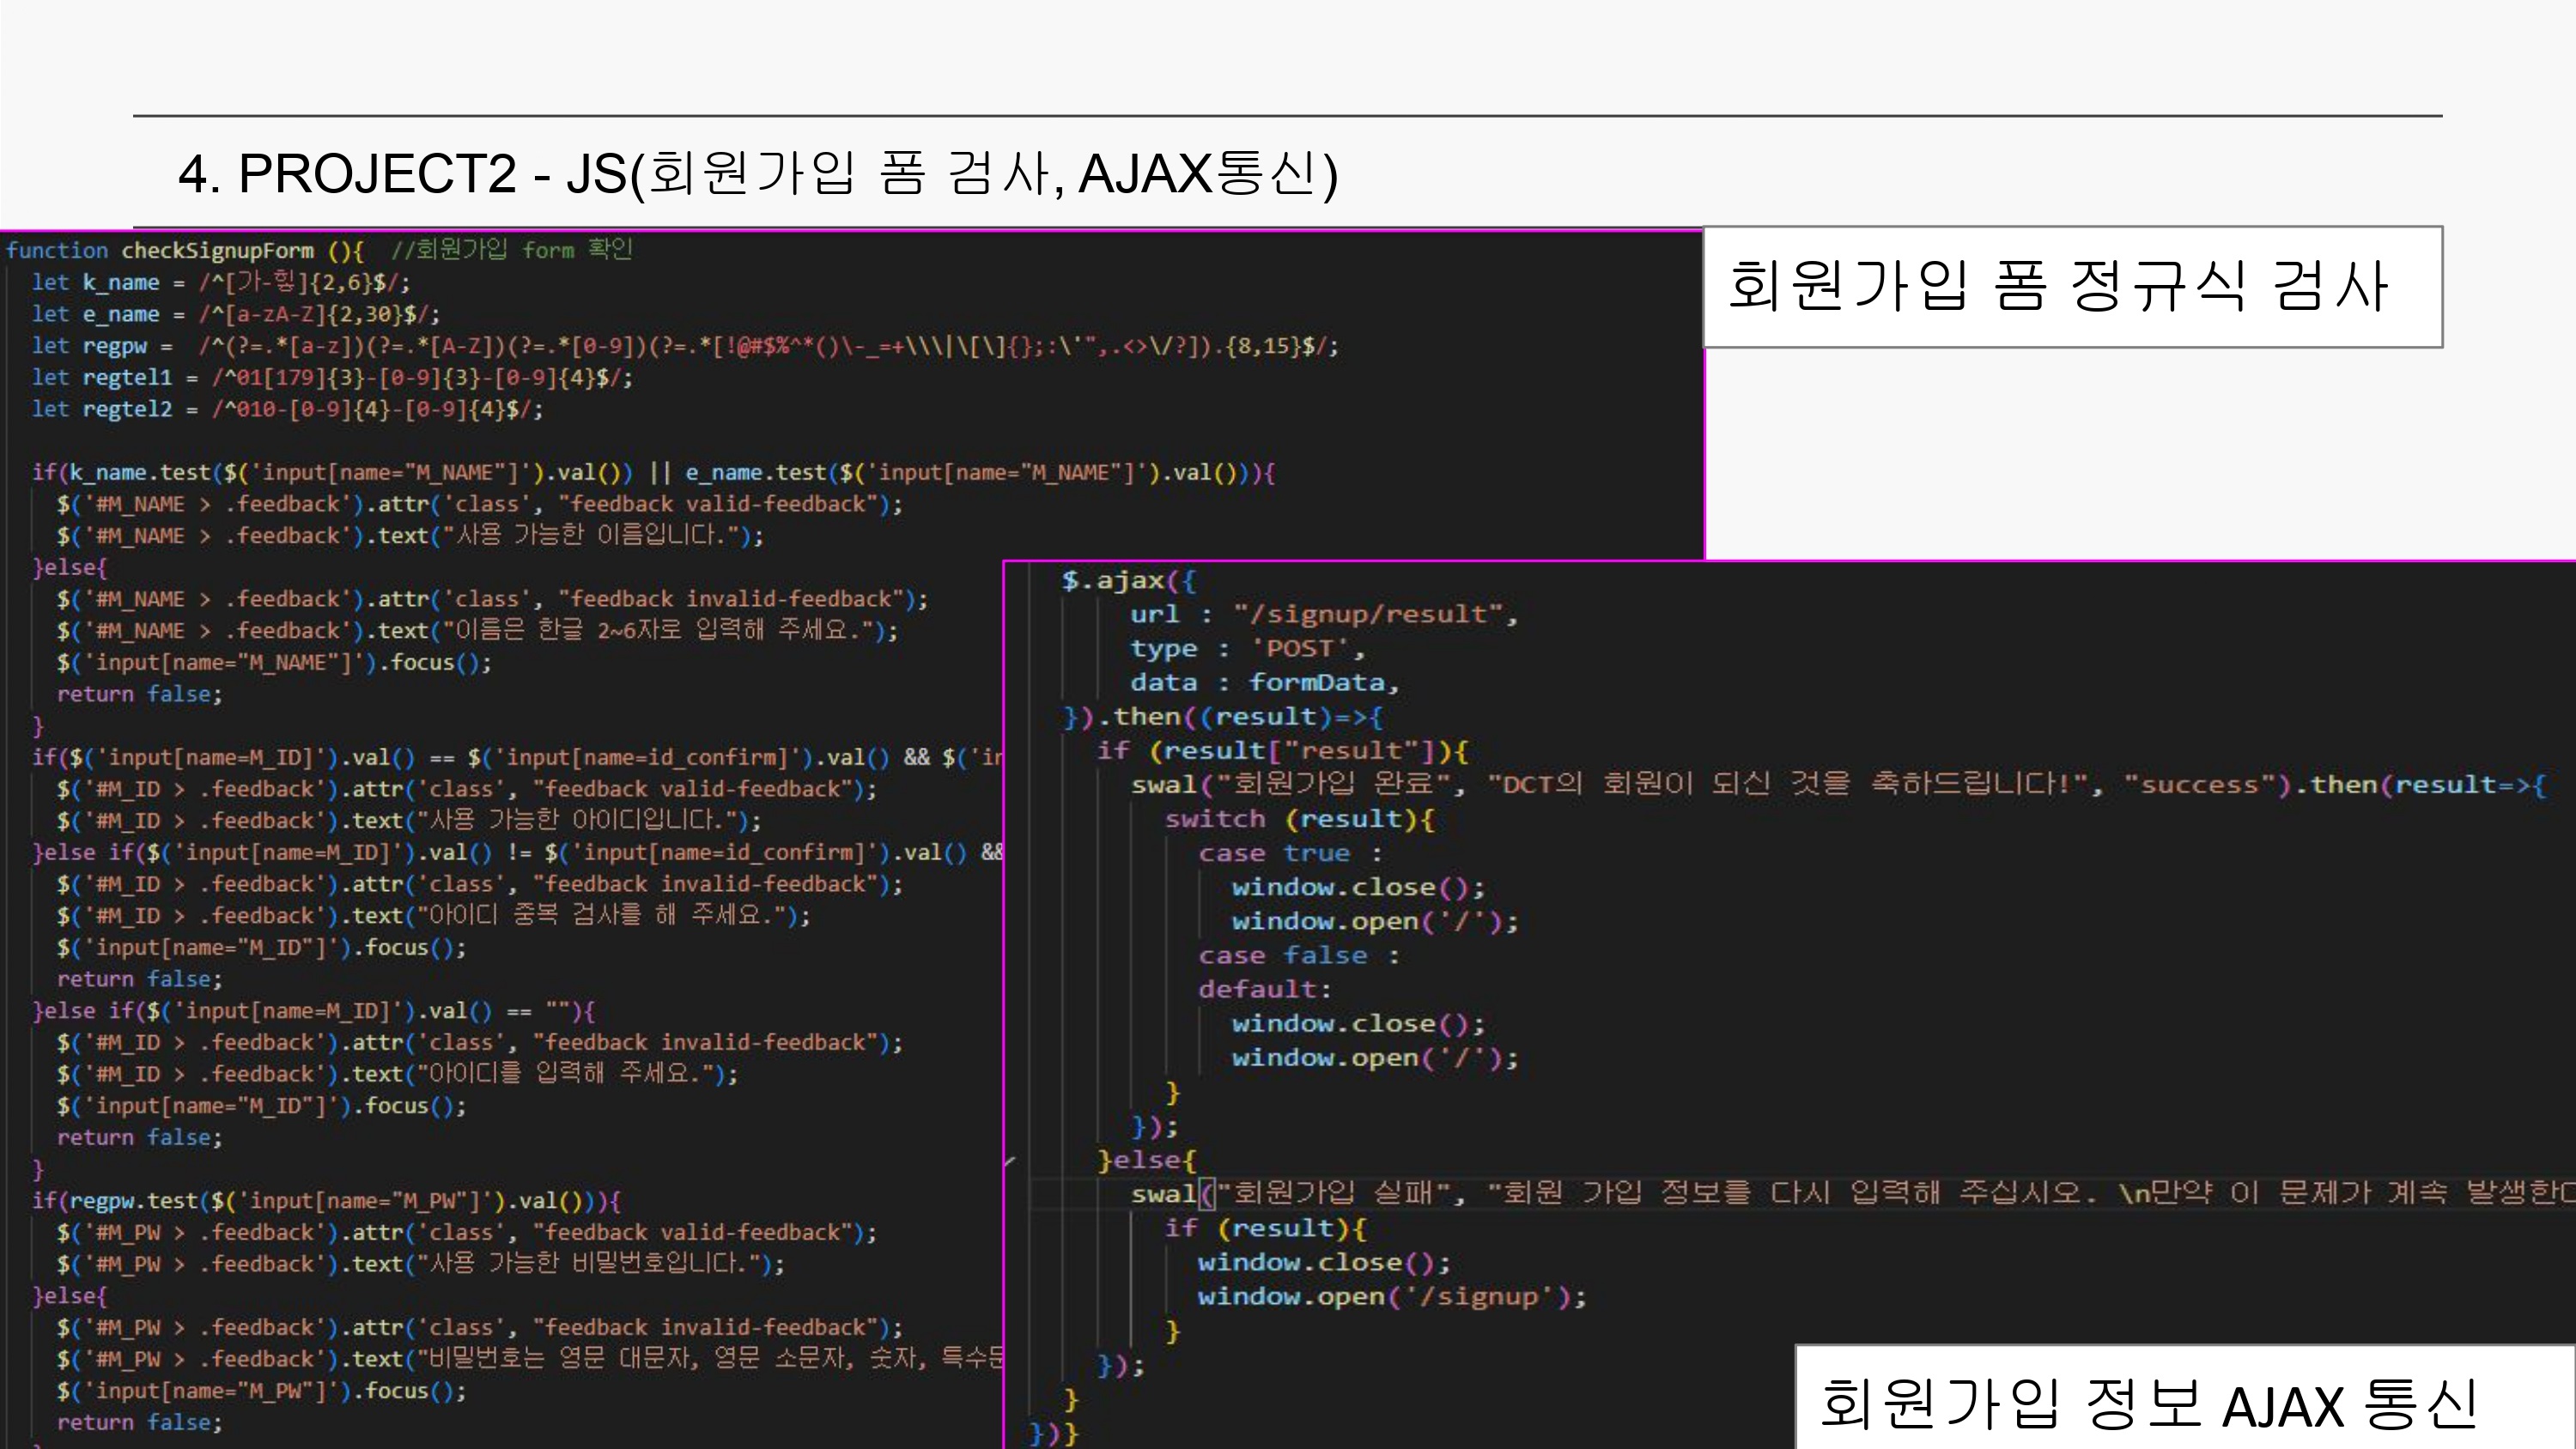 4. PROJECT2 - JS(회원가입 폼 검사, AJAX통신)
회원가입 폼 정규식 검사
function checkSignupForm (){  //회원가입 form 확인
let k_name = /^[가-힣]{2,6}$/;
let e_name = /^[a-zA-Z]{2,30}$/;
let regpw =  /^(?=.*[a-z])(?=.*[A-Z])(?=.*[0-9])(?=.*[!@#$%^*()\-_=+\\\|\[\]{};:\'",.<>\/?]).{8,15}$/;
let regtel1 = /^01[179]{3}-[0-9]{3}-[0-9]{4}$/;
let regtel2 = /^010-[0-9]{4}-[0-9]{4}$/;
if(k_name.test($('input[name="M_NAME"]').val()) || e_name.test($('input[name="M_NAME"]').val())){
$('#M_NAME > .feedback').attr('class', "feedback valid-feedback");
$('#M_NAME > .feedback').text("사용 가능한 이름입니다.");
}else{
$('#M_NAME > .feedback').attr('class', "feedback invalid-feedback");
$('#M_NAME > .feedback').text("이름은 한글 2~6자로 입력해 주세요.");
$('input[name="M_NAME"]').focus();
return false;
}
if($('input[name=M_ID]').val() == $('input[name=id_confirm]').val() && $('in
$('#M_ID > .feedback').attr('class', "feedback valid-feedback");
$('#M_ID > .feedback').text("사용 가능한 아이디입니다.");
}else if($('input[name=M_ID]').val() != $('input[name=id_confirm]').val() &&
$('#M_ID > .feedback').attr('class', "feedback invalid-feedback");
$('#M_ID > .feedback').text("아이디 중복 검사를 해 주세요.");
$('input[name="M_ID"]').focus();
return false;
}else if($('input[name=M_ID]').val() == ""){
$('#M_ID > .feedback').attr('class', "feedback invalid-feedback");
$('#M_ID > .feedback').text("아이디를 입력해 주세요.");
$('input[name="M_ID"]').focus();
return false;
}
if(regpw.test($('input[name="M_PW"]').val())){
$('#M_PW > .feedback').attr('class', "feedback valid-feedback");
$('#M_PW > .feedback').text("사용 가능한 비밀번호입니다.");
}else{
$('#M_PW > .feedback').attr('class', "feedback invalid-feedback");
$('#M_PW > .feedback').text("비밀번호는 영문 대문자, 영문 소문자, 숫자,
$('input[name="M_PW"]').focus();
return false;
$.ajax({
url : "/signup/result",
type : 'POST',
data : formData,
}).then((result)=>{
if (result["result"]){
swal("회원가입 완료", "DCT의 회원이 되신 것을 축하드립니다!", "success").then(result=>{
switch (result){
case true :
window.close();
window.open('/');
case false :
default:
window.close();
window.open('/');
}
});
}else{
swal("회원가입 실패", "회원 가입 정보를 다시 입력해 주십시오. \n만약 이 문제가 계속
if (result){
window.close();
window.open('/signup');
}
});
}
})}
회원가입 정보 AJAX 통신